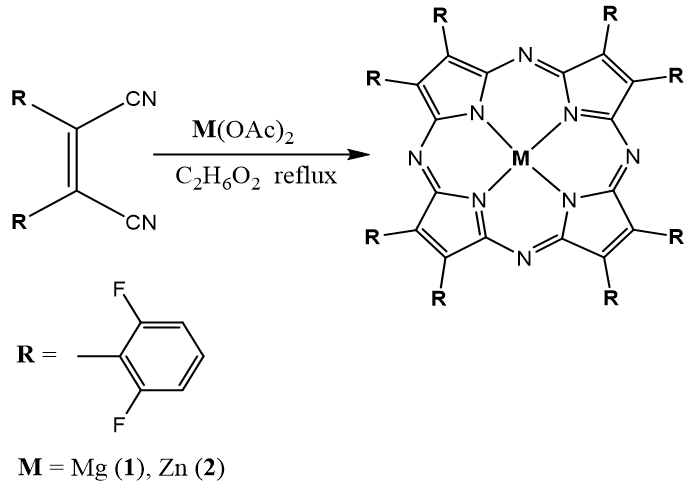 R CN
R CN
M(OAc)₂
C₂H₆O₂ reflux
R R
R N R
N N
N M N
N N
R N R
R R
F
R =
F
M = Mg (1), Zn (2)